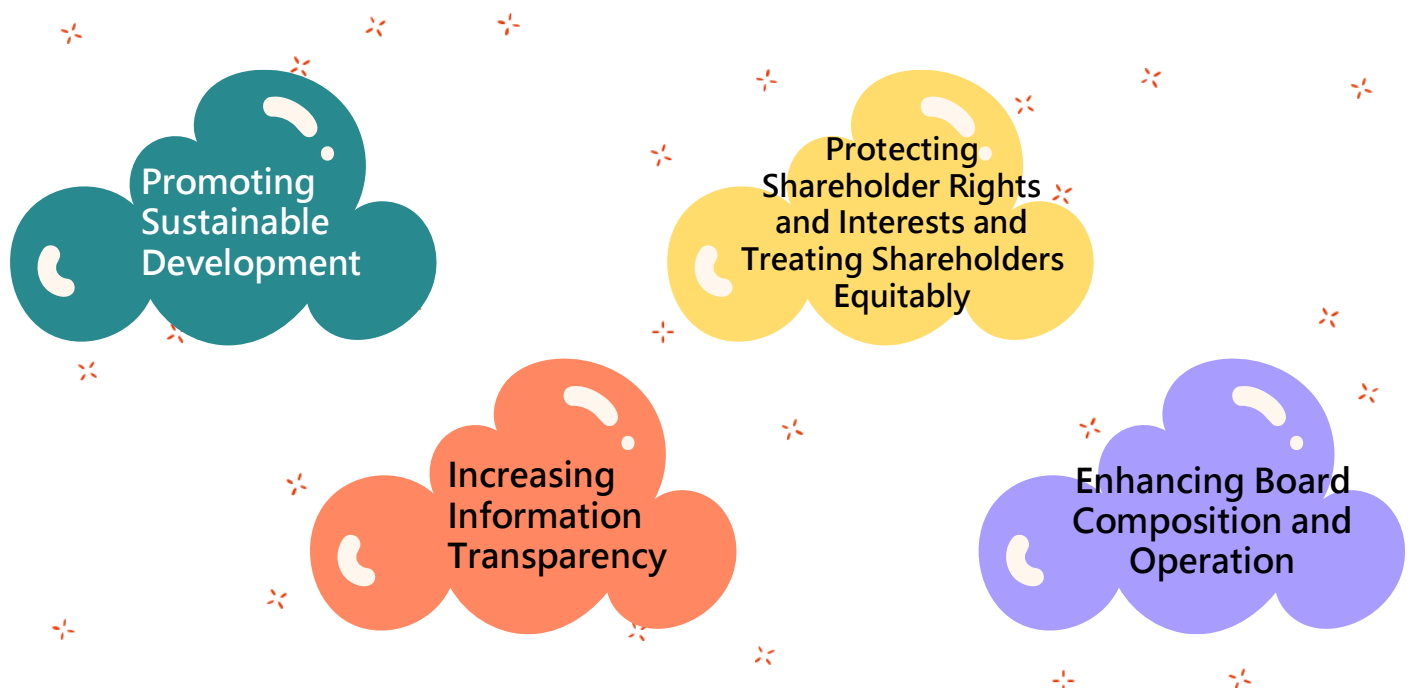 Promoting
Sustainable
Development
Protecting
Shareholder Rights
and Interests and
Treating Shareholders
Equitably
Increasing
Information
Transparency
Enhancing Board
Composition and
Operation